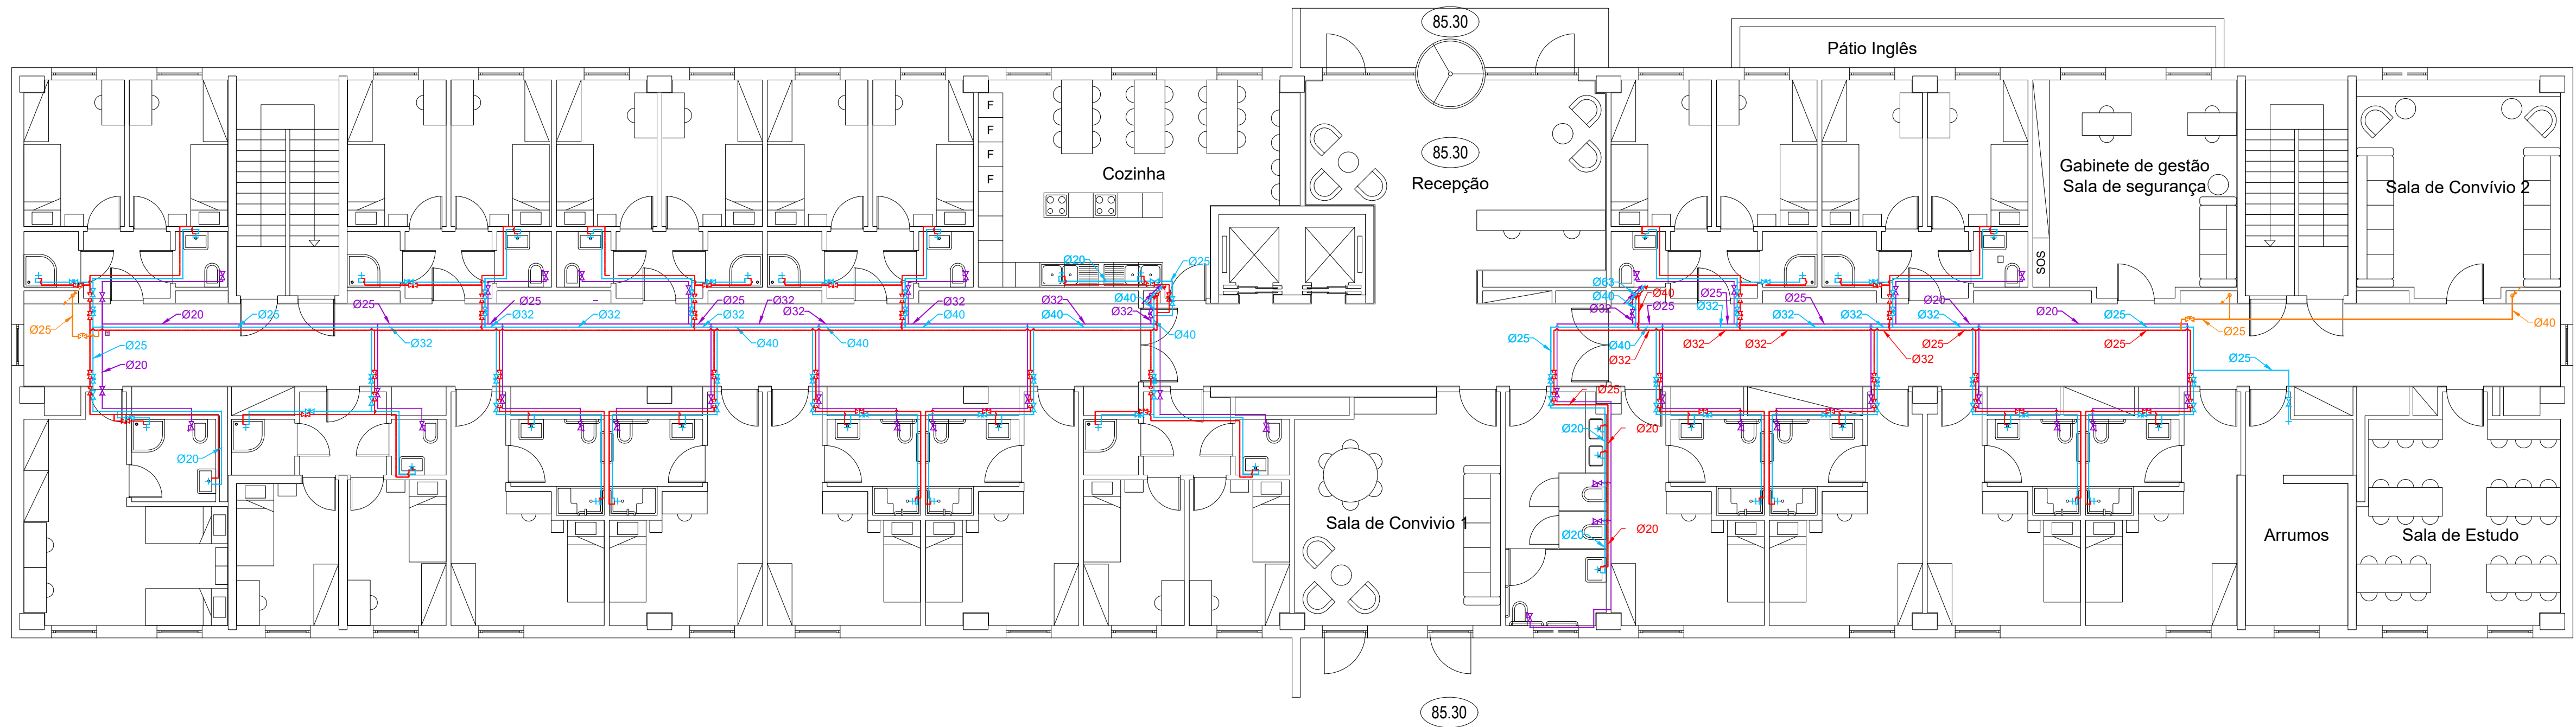 85.30
Pátio Inglês
F
F
F
F
Cozinha
85.30
Recepção
Gabinete de gestão
Sala de segurança
Sala de Convívio 2
SOS
Ø20
Ø25
Ø63
Ø40
Ø40
Ø40
Ø25
Ø25
Ø25
Ø32
Ø32
Ø32
Ø32
Ø25
Ø25
Ø32
Ø20
Ø20
Ø25
Ø32
Ø32
Ø32
Ø32
Ø40
Ø40
Ø32
Ø32
Ø40
Ø32
Ø32
Ø25
Ø20
Ø25
Ø25
Ø40
Ø25
Ø32
Ø40
Ø40
Ø40
Ø25
Ø40
Ø32
Ø32
Ø32
Ø25
Ø32
Ø25
Ø25
Ø20
Ø25
Ø25
Ø20
Ø20
Ø20
Sala de Convivio 1
Ø20
Ø20
Arrumos
Sala de Estudo
85.30